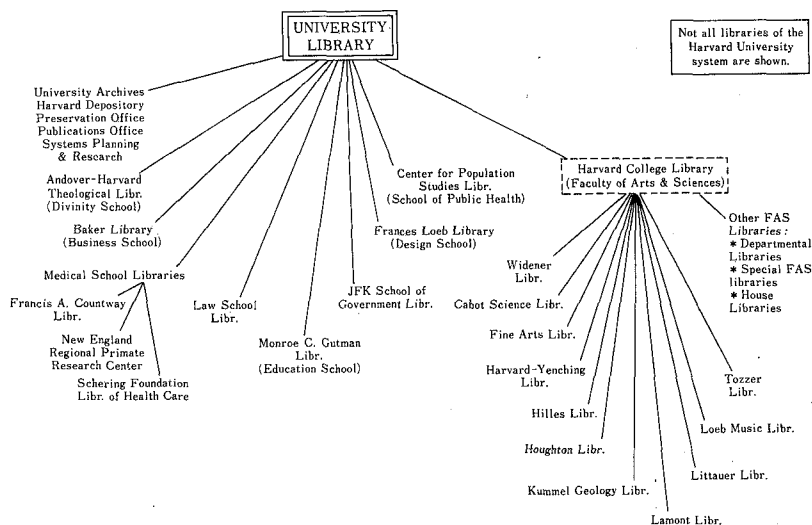 UNIVERSITY
LIBRARY
Not all libraries of the
Harvard University
system are shown.
University Archives
Harvard Depository
Preservation Office
Publications Office
Systems Planning
& Research
Andover-Harvard
Theological Libr.
(Divinity School)
Baker Library
(Business School)
Medical School Libraries
Francis A. Countway
Libr.
New England
Regional Primate
Research Center
Schering Foundation
Libr. of Health Care
Law School
Libr.
Monroe C. Gutman
Libr.
(Education School)
JFK School of
Government Libr.
Frances Loeb Library
(Design School)
Center for Population
Studies Libr.
(School of Public Health)
Harvard College Library
(Faculty of Arts & Sciences)
Widener
Libr.
Cabot Science Libr.
Fine Arts Libr.
Harvard-Yenching
Libr.
Hilles Libr.
Houghton Libr.
Kummel Geology Libr.
Lamont Libr.
Littauer Libr.
Loeb Music Libr.
Tozzer
Libr.
Other FAS
Libraries :
* Departmental
Libraries
* Special FAS
libraries
* House
Libraries